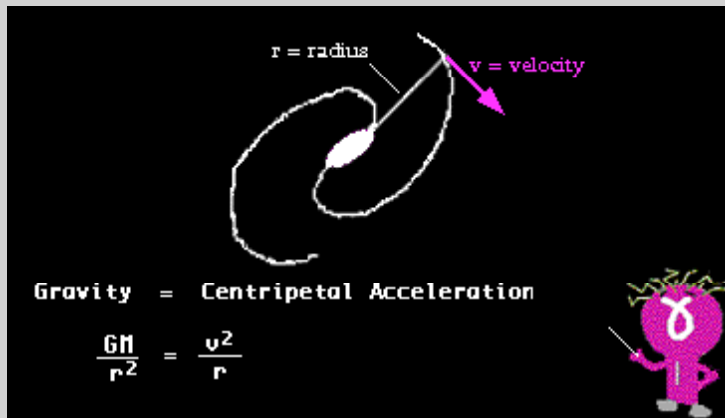 r = radius
v = velocity
Gravity = Centripetal Acceleration
GM/r² = v²/r
γ